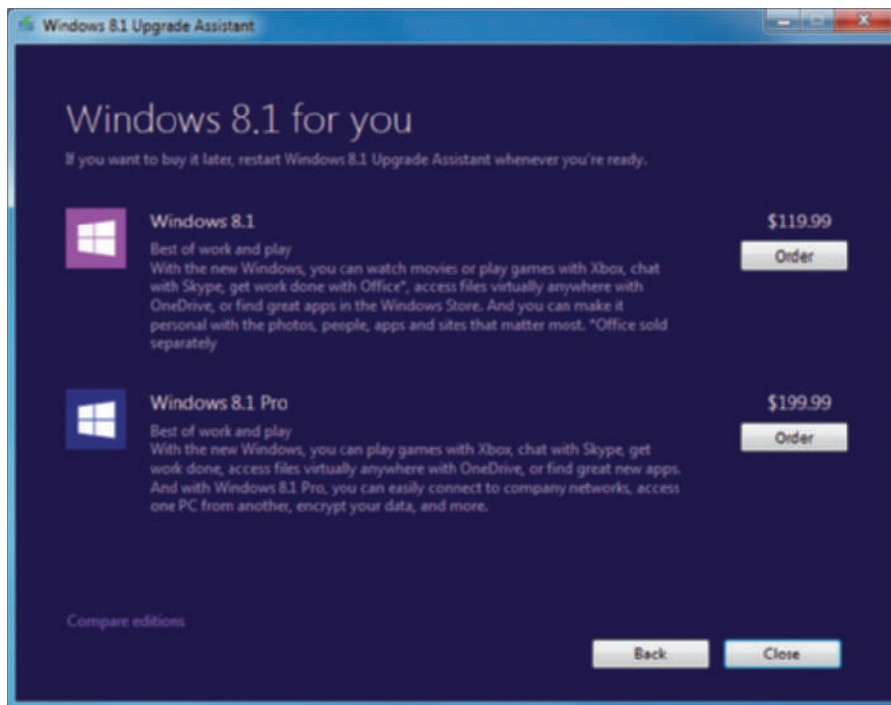 Windows 8.1 Upgrade Assistant
Windows 8.1 for you
If you want to buy it later, restart Windows 8.1 Upgrade Assistant whenever you're ready.
Windows 8.1
$119.99
Best of work and play
Order
With the new Windows, you can watch movies or play games with Xbox, chat
with Skype, get work done with Office*, access files virtually anywhere with
OneDrive, or find great apps in the Windows Store. And you can make it
personal with the photos, people, apps and sites that matter most. *Office sold
separately
Windows 8.1 Pro
$199.99
Best of work and play
Order
With the new Windows, you can play games with Xbox, chat with Skype, get
work done, access files virtually anywhere with OneDrive, or find great new apps.
And with Windows 8.1 Pro, you can easily connect to company networks, access
one PC from another, encrypt your data, and more.
Compare editions
Back
Close